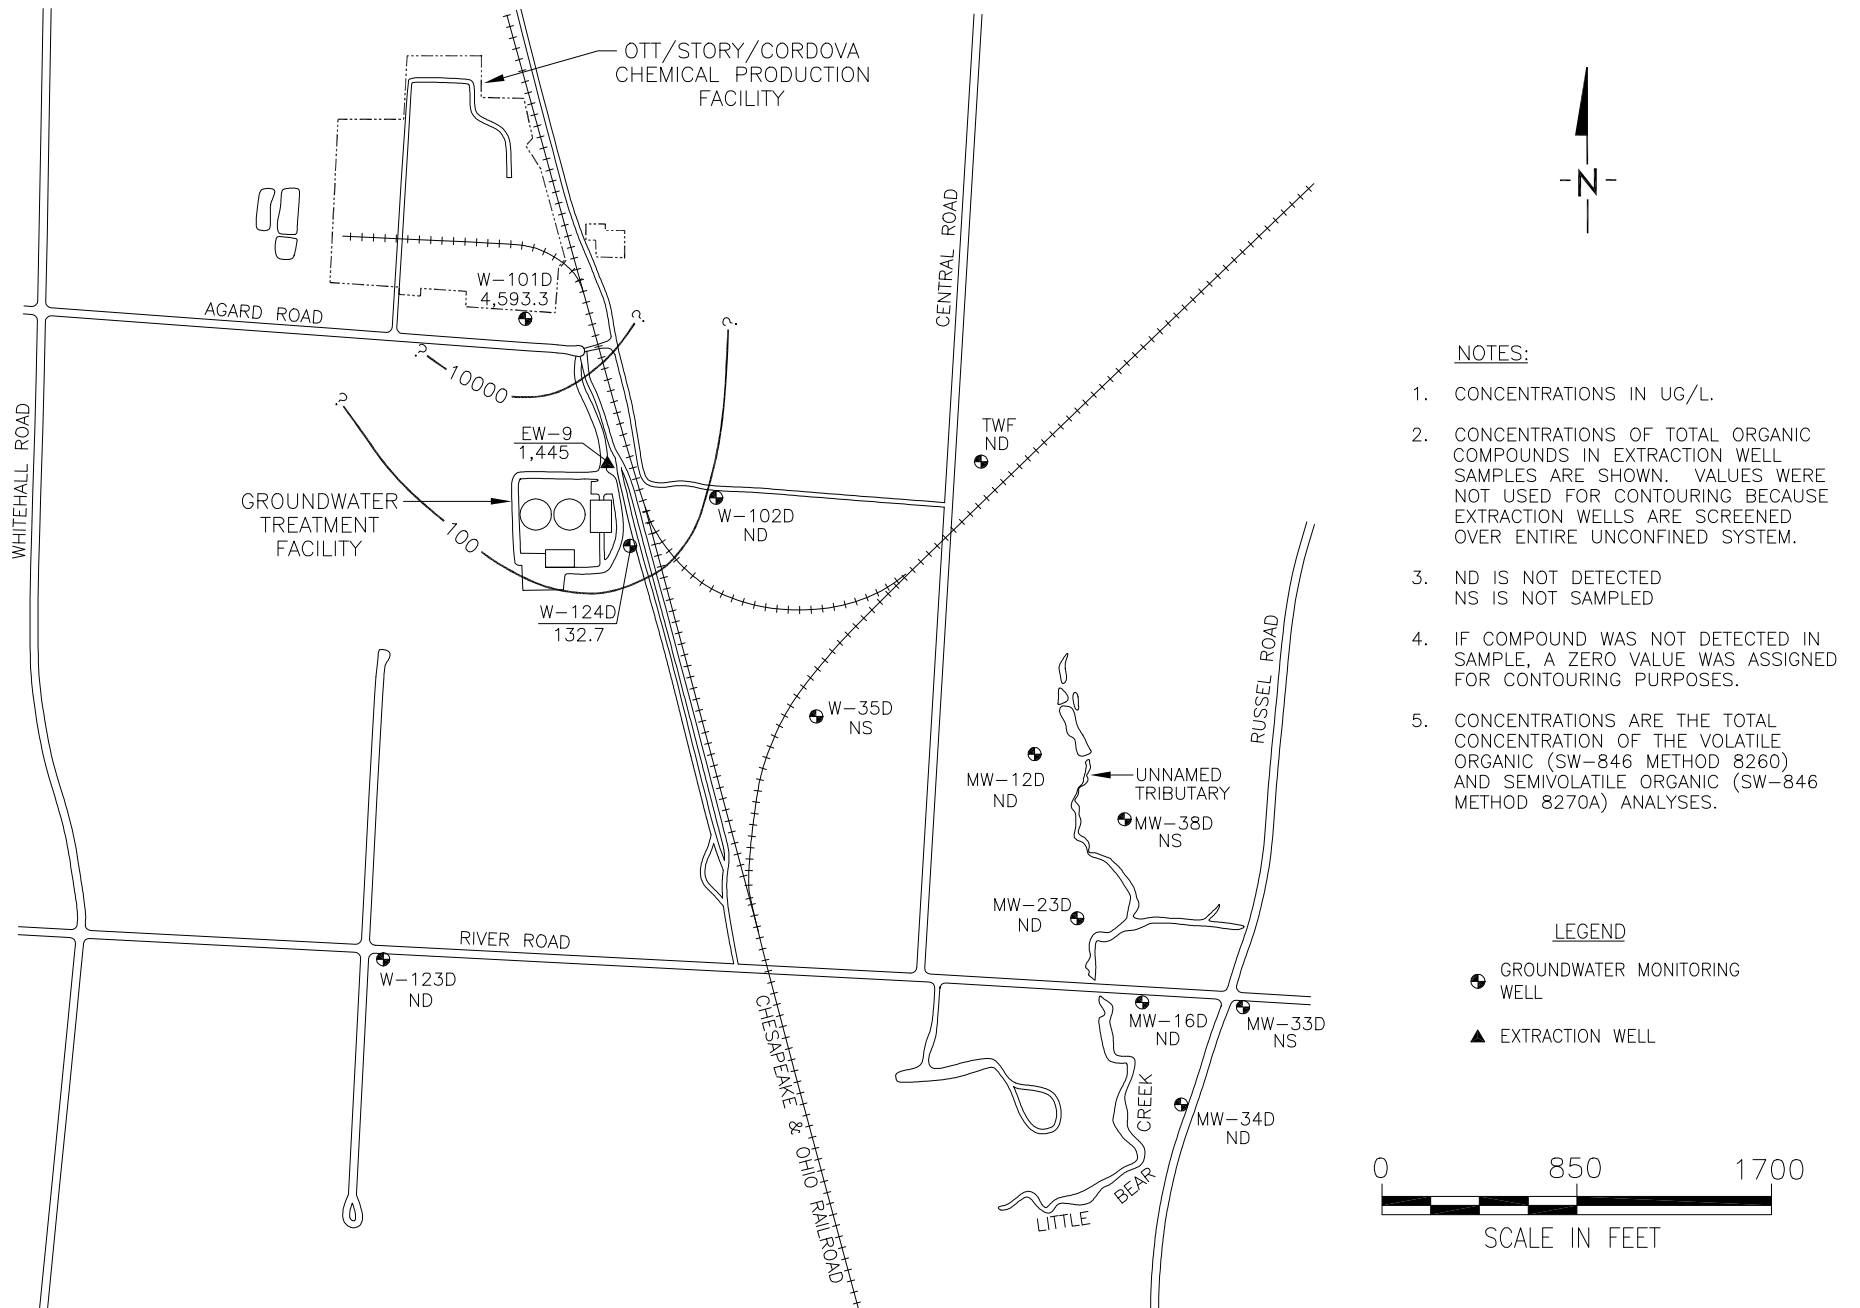 OTT/STORY/CORDOVA
CHEMICAL PRODUCTION
FACILITY
N
W-101D
4,593.3
AGARD ROAD
CENTRAL ROAD
WHITEHALL ROAD
?
?
?
?
10000
100
EW-9
1,445
GROUNDWATER
TREATMENT
FACILITY
TWF
ND
W-102D
ND
W-124D
132.7
W-35D
NS
RUSSEL ROAD
MW-12D
ND
UNNAMED
TRIBUTARY
MW-38D
NS
MW-23D
ND
RIVER ROAD
W-123D
ND
MW-16D
ND
MW-33D
NS
MW-34D
ND
CHESAPEAKE & OHIO RAILROAD
LITTLE BEAR CREEK
NOTES:
1. CONCENTRATIONS IN UG/L.
2. CONCENTRATIONS OF TOTAL ORGANIC
COMPOUNDS IN EXTRACTION WELL
SAMPLES ARE SHOWN. VALUES WERE
NOT USED FOR CONTOURING BECAUSE
EXTRACTION WELLS ARE SCREENED
OVER ENTIRE UNCONFINED SYSTEM.
3. ND IS NOT DETECTED
NS IS NOT SAMPLED
4. IF COMPOUND WAS NOT DETECTED IN
SAMPLE, A ZERO VALUE WAS ASSIGNED
FOR CONTOURING PURPOSES.
5. CONCENTRATIONS ARE THE TOTAL
CONCENTRATION OF THE VOLATILE
ORGANIC (SW-846 METHOD 8260)
AND SEMIVOLATILE ORGANIC (SW-846
METHOD 8270A) ANALYSES.
LEGEND
GROUNDWATER MONITORING
WELL
EXTRACTION WELL
0 850 1700
SCALE IN FEET